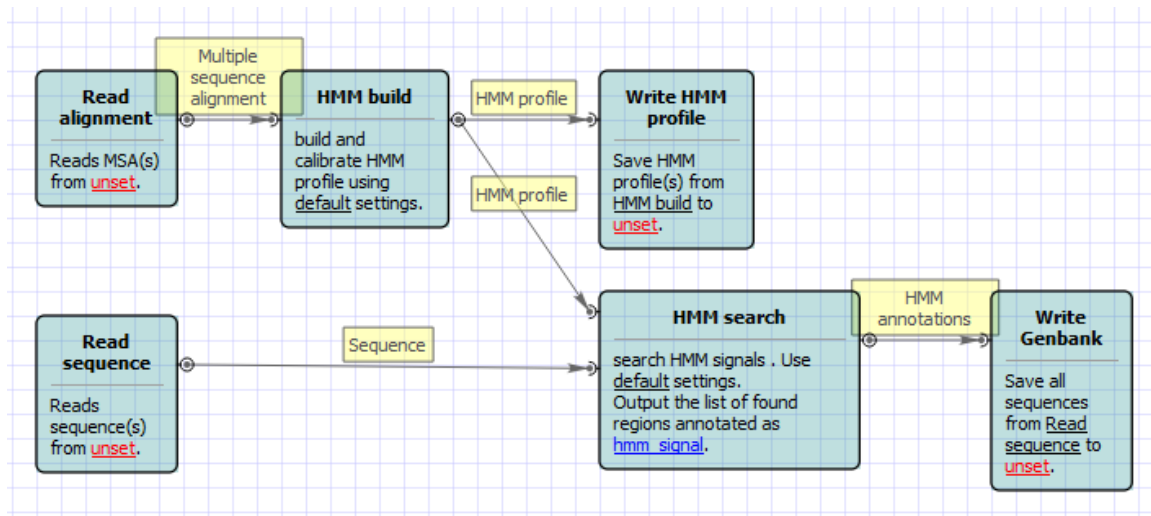 Multiple
sequence
alignment
Read
alignment
Reads MSA(s)
from unset.
HMM build
build and
calibrate HMM
profile using
default settings.
HMM profile
HMM profile
Write HMM
profile
Save HMM
profile(s) from
HMM build to
unset.
Read
sequence
Reads
sequence(s)
from unset.
Sequence
HMM search
search HMM signals . Use
default settings.
Output the list of found
regions annotated as
hmm_signal.
HMM
annotations
Write
Genbank
Save all
sequences
from Read
sequence to
unset.